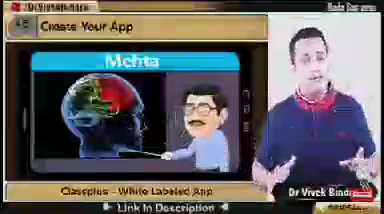 Create Your App
Mehta
Dr Vivek Bindra
Classplus - White Labeled App
Link In Description